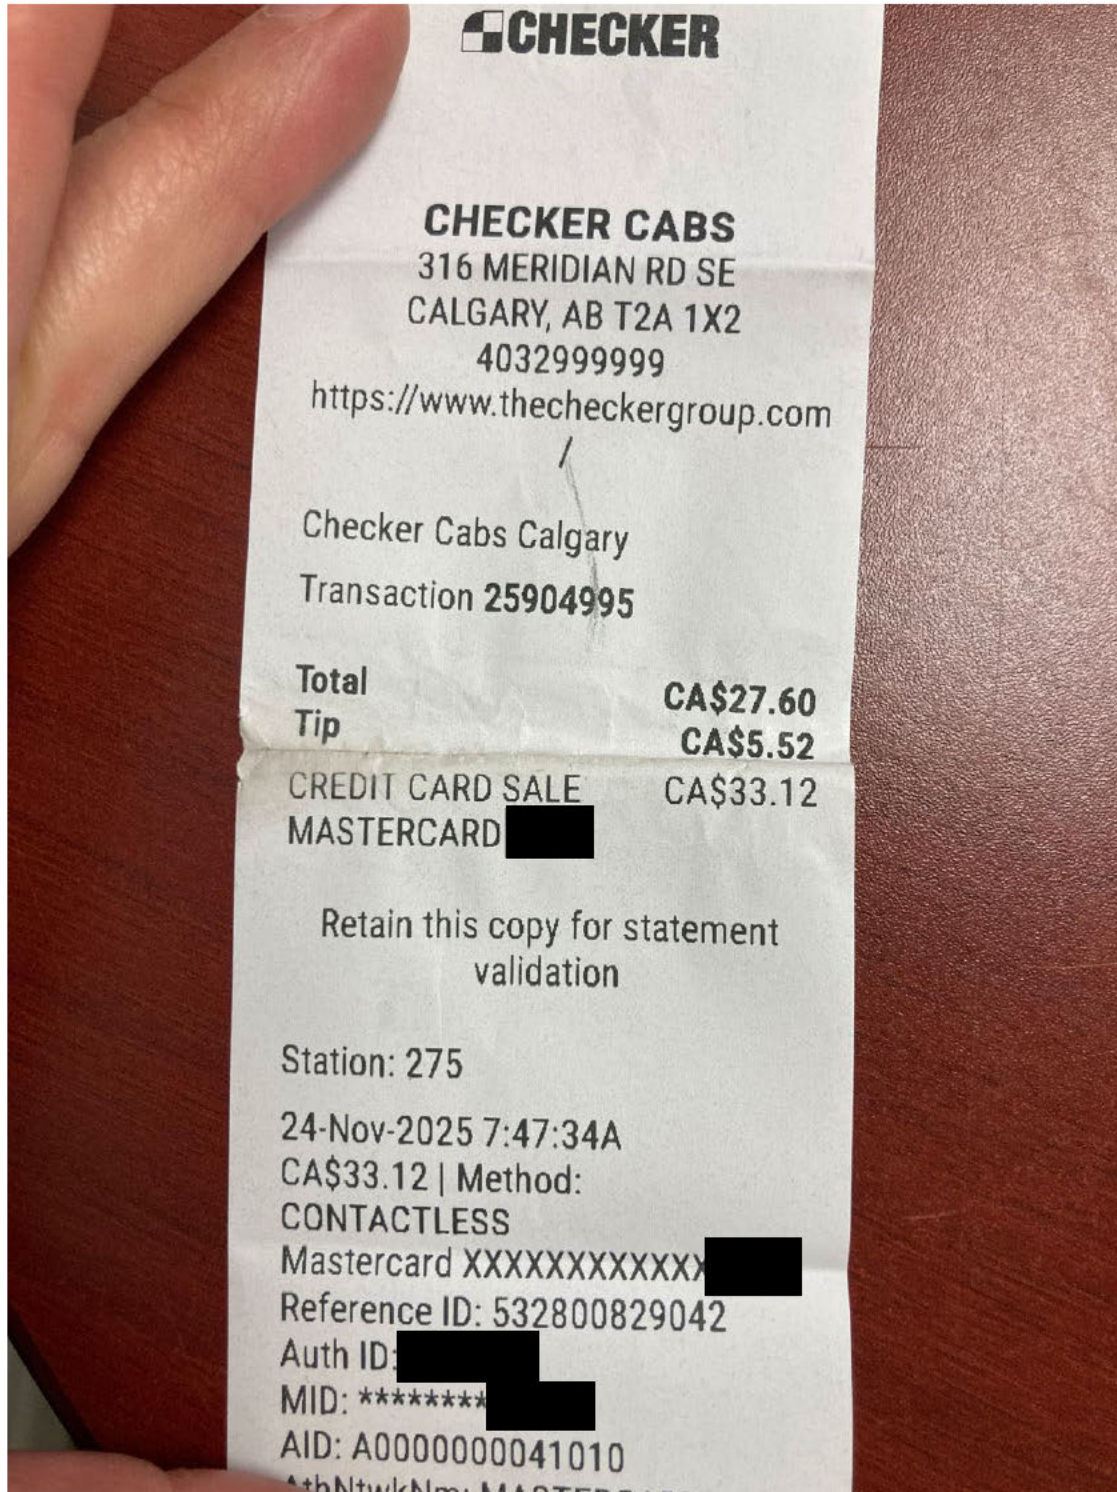 CHECKER
CHECKER CABS
316 MERIDIAN RD SE
CALGARY, AB T2A 1X2
4032999999
https://www.thecheckergroup.com
/
Checker Cabs Calgary
Transaction 25904995
Total CA$27.60
Tip CA$5.52
CREDIT CARD SALE CA$33.12
MASTERCARD
Retain this copy for statement
validation
Station: 275
24-Nov-2025 7:47:34A
CA$33.12 | Method:
CONTACTLESS
Mastercard XXXXXXXXXXXX
Reference ID: 532800829042
Auth ID:
MID: ********
AID: A0000000041010